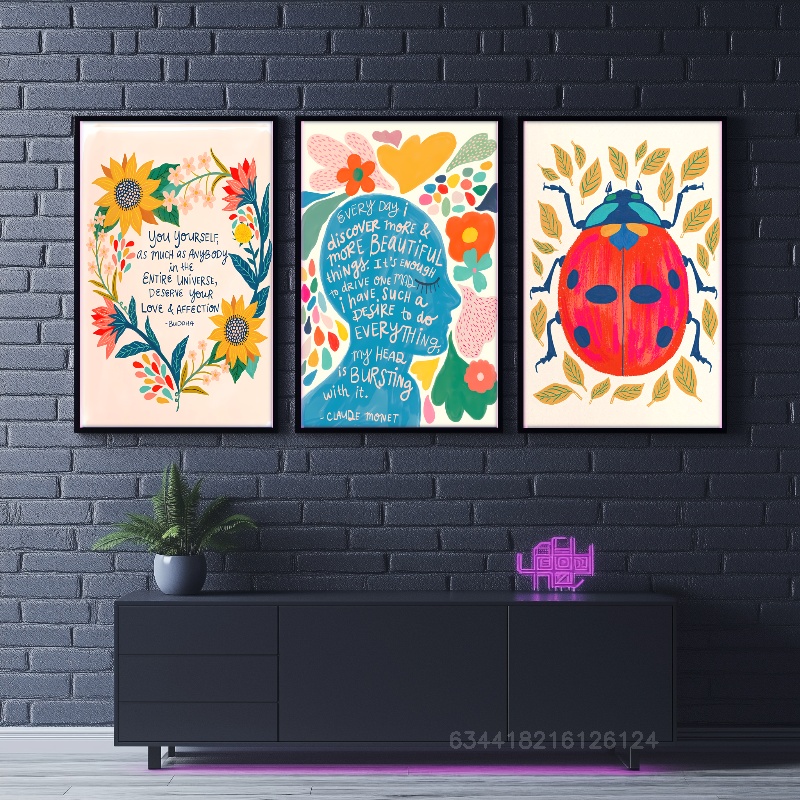 YOU YOURSELF,
AS MUCH AS ANYBODY
in the
ENTIRE UNIVERSE,
DESERVE YOUR
LOVE & AFFECTION
-BUDDHA
EVERY DAY i
discover more &
more BEAUTIFUL
things. IT'S ENOUGH
to DRIVE ONE MAD.
i have SUCH a
DESIRE to do
EVERYTHING,
my HEAD
is BURSTING
with it.
- CLAUDE MONET
634418216126124